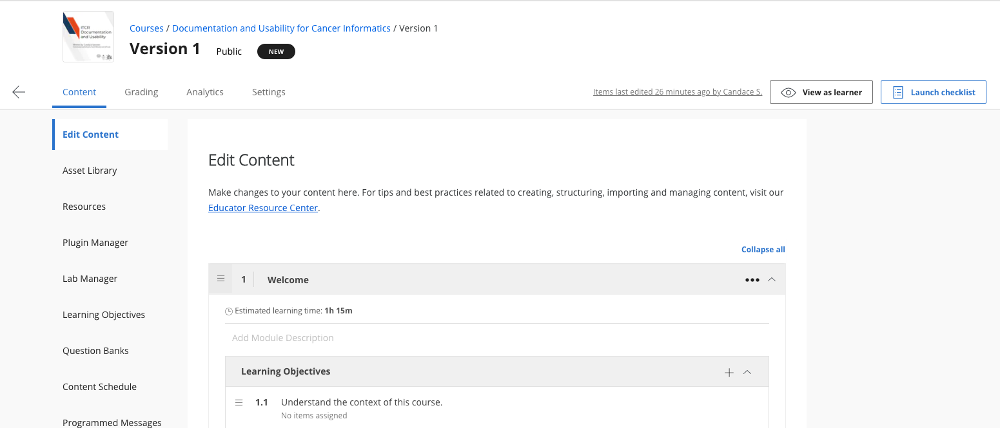 ITCR
Documentation
and Usability
Courses / Documentation and Usability for Cancer Informatics / Version 1
Version 1 Public NEW
Content Grading Analytics Settings
Items last edited 26 minutes ago by Candace S. View as learner Launch checklist
Edit Content
Asset Library
Resources
Plugin Manager
Lab Manager
Learning Objectives
Question Banks
Content Schedule
Programmed Messages
Edit Content
Make changes to your content here. For tips and best practices related to creating, structuring, importing and managing content, visit our
Educator Resource Center.
Collapse all
1 Welcome
Estimated learning time: 1h 15m
Add Module Description
Learning Objectives
1.1 Understand the context of this course.
No items assigned